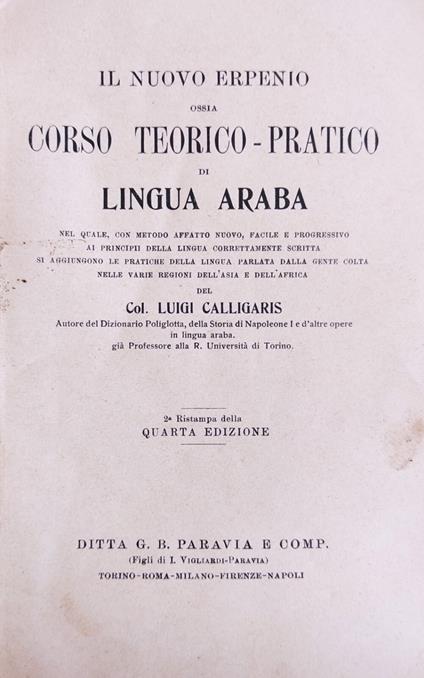 IL NUOVO ERPENIO
OSSIA
CORSO TEORICO-PRATICO
DI
LINGUA ARABA
NEL QUALE, CON METODO AFFATTO NUOVO, FACILE E PROGRESSIVO
AI PRINCIPII DELLA LINGUA CORRETTAMENTE SCRITTA
SI AGGIUNGONO LE PRATICHE DELLA LINGUA PARLATA DALLA GENTE COLTA
NELLE VARIE REGIONI DELL'ASIA E DELL'AFRICA
DEL
Col. LUIGI CALLIGARIS
Autore del Dizionario Poliglotta, della Storia di Napoleone I e d'altre opere
in lingua araba.
già Professore alla R. Università di Torino.
2ª Ristampa della
QUARTA EDIZIONE
DITTA G. B. PARAVIA E COMP.
(Figli di I. VIGLIARDI-PARAVIA)
TORINO-ROMA-MILANO-FIRENZE-NAPOLI